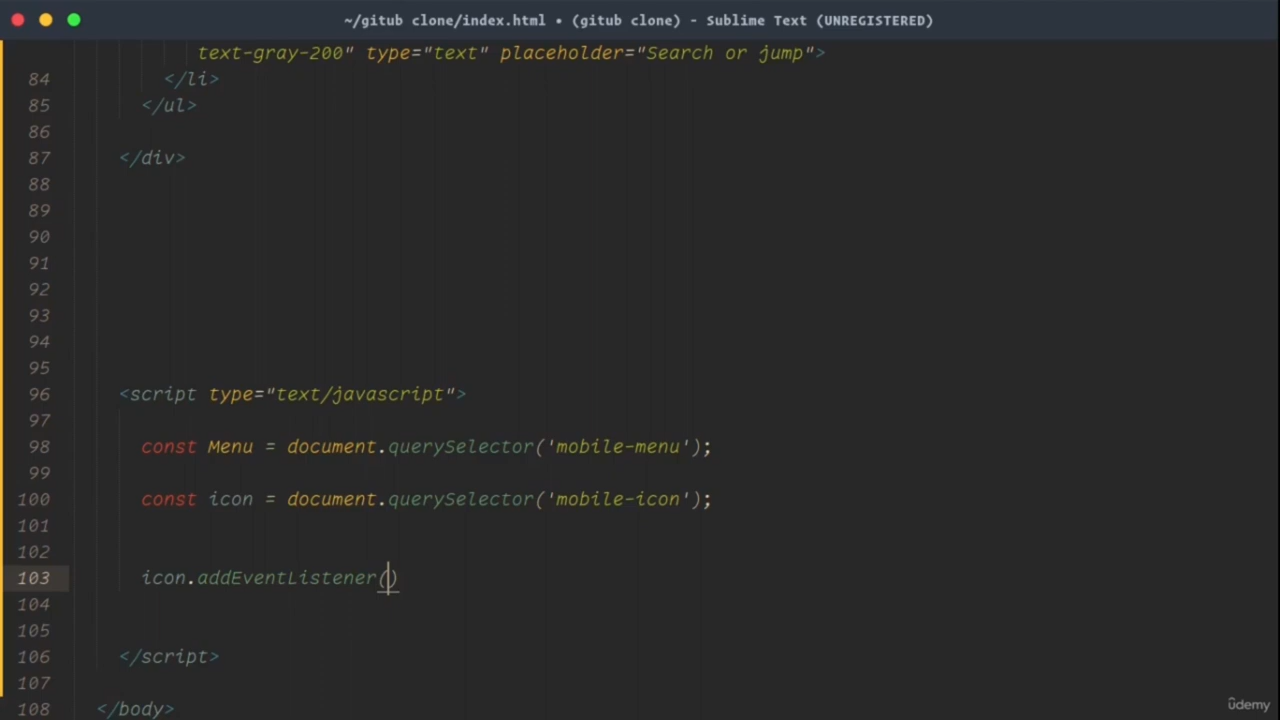 ~/gitub clone/index.html • (gitub clone) - Sublime Text (UNREGISTERED)
text-gray-200" type="text" placeholder="Search or jump">
84 </li>
85 </ul>
86
87 </div>
88
89
90
91
92
93
94
95
96 <script type="text/javascript">
97
98 const Menu = document.querySelector('mobile-menu');
99
100 const icon = document.querySelector('mobile-icon');
101
102
103 icon.addEventListener()
104
105
106 </script>
107
108 </body>
ûdemy